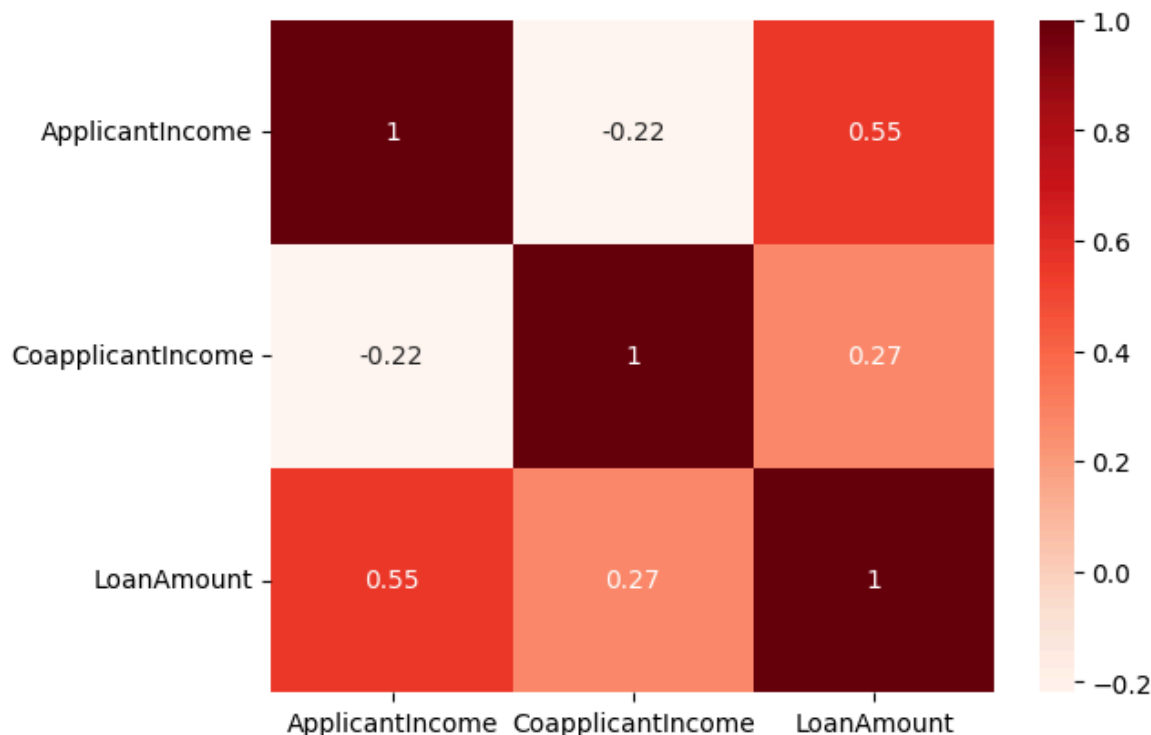 1.0
ApplicantIncome 1 -0.22 0.55
0.8
0.6
CoapplicantIncome -0.22 1 0.27
0.4
0.2
LoanAmount 0.55 0.27 1
0.0
−0.2
ApplicantIncome CoapplicantIncome LoanAmount